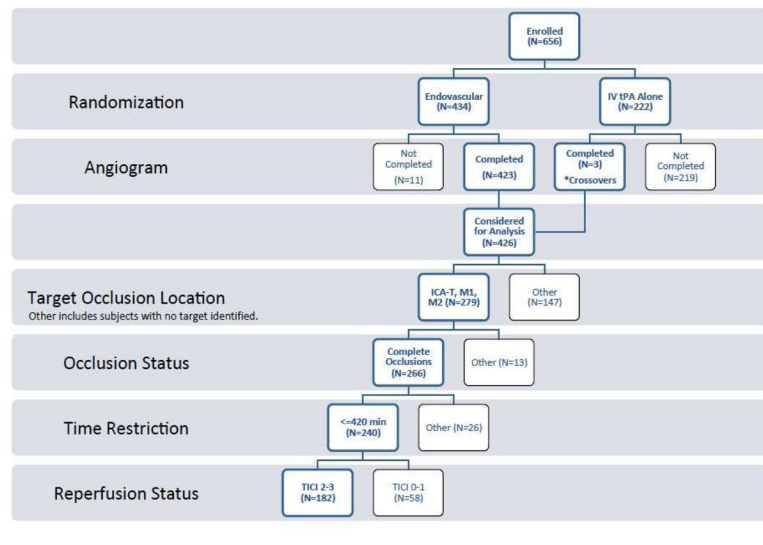 Enrolled
(N=656)
Randomization
Endovascular
(N=434)
IV tPA Alone
(N=222)
Angiogram
Not
Completed
(N=11)
Completed
(N=423)
Completed
(N=3)
*Crossovers
Not
Completed
(N=219)
Considered
for Analysis
(N=426)
Target Occlusion Location
Other includes subjects with no target identified.
ICA-T, M1,
M2 (N=279)
Other
(N=147)
Occlusion Status
Complete
Occlusions
(N=266)
Other (N=13)
Time Restriction
<=420 min
(N=240)
Other (N=26)
Reperfusion Status
TICI 2-3
(N=182)
TICI 0-1
(N=58)